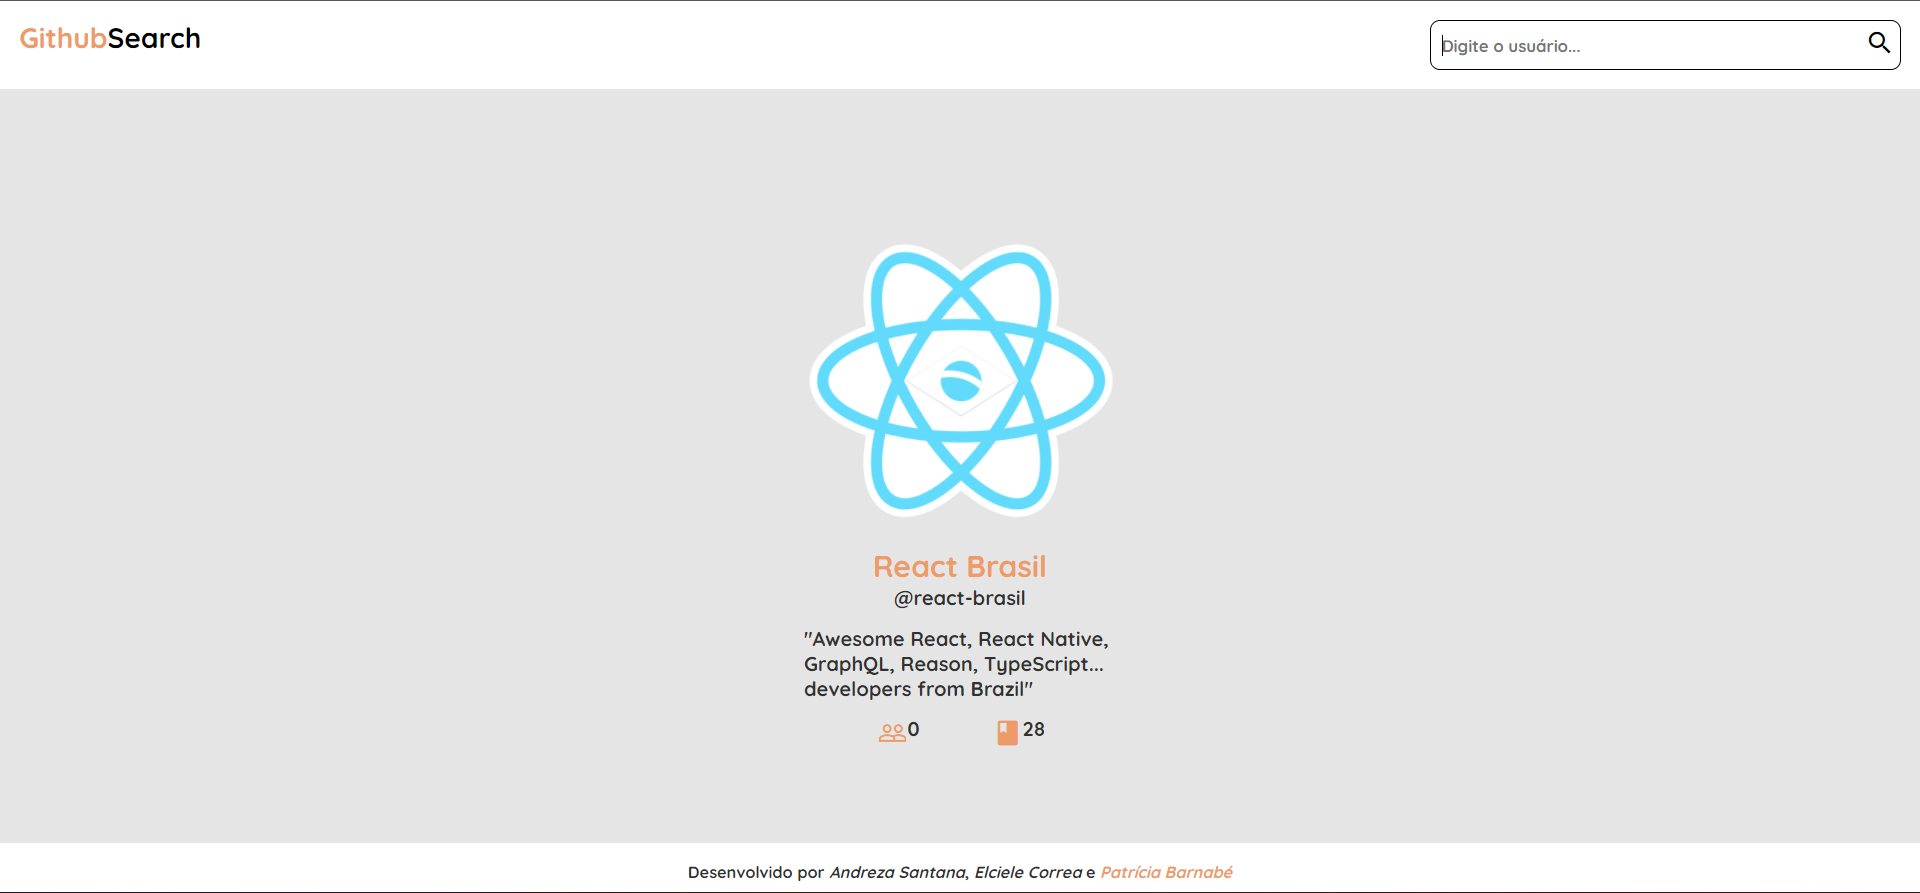 GithubSearch
Digite o usuário...
React Brasil
@react-brasil
"Awesome React, React Native,
GraphQL, Reason, TypeScript...
developers from Brazil"
0 28
Desenvolvido por Andreza Santana, Elciele Correa e Patrícia Barnabé